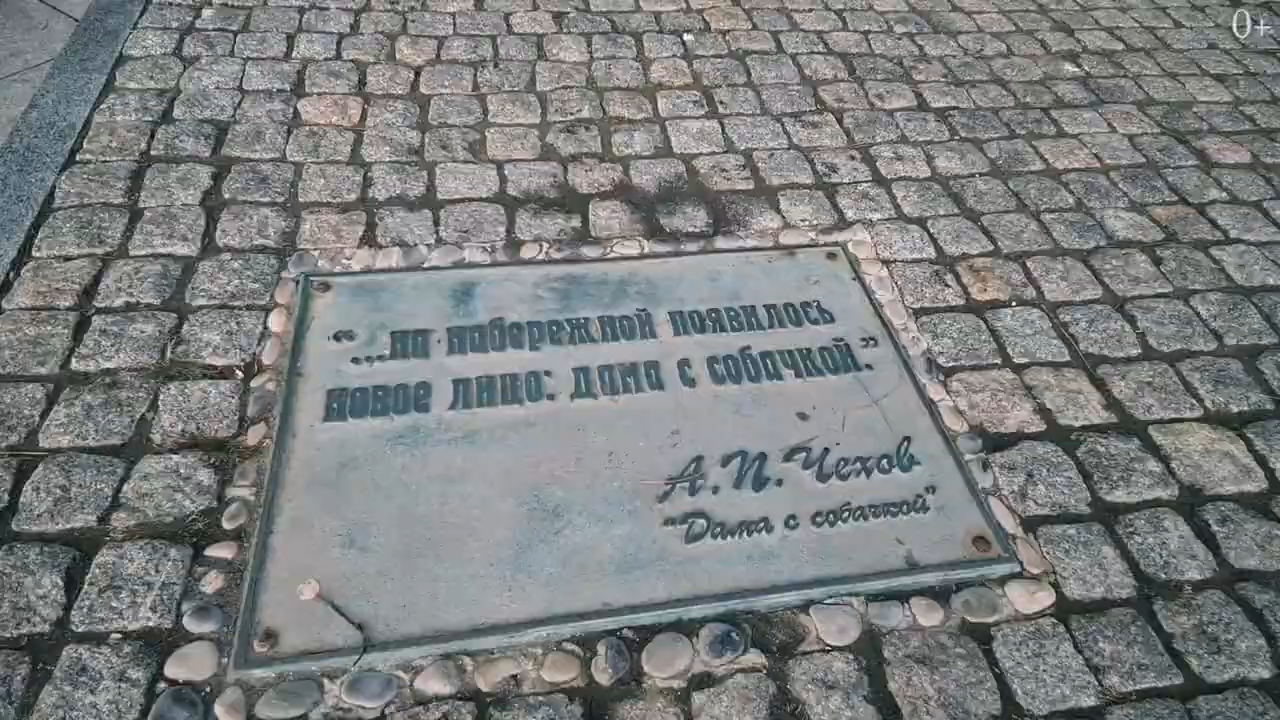 0+
“...на набережной появилось
новое лицо: дама с собачкой.”
А.П.Чехов
“Дама с собачкой”